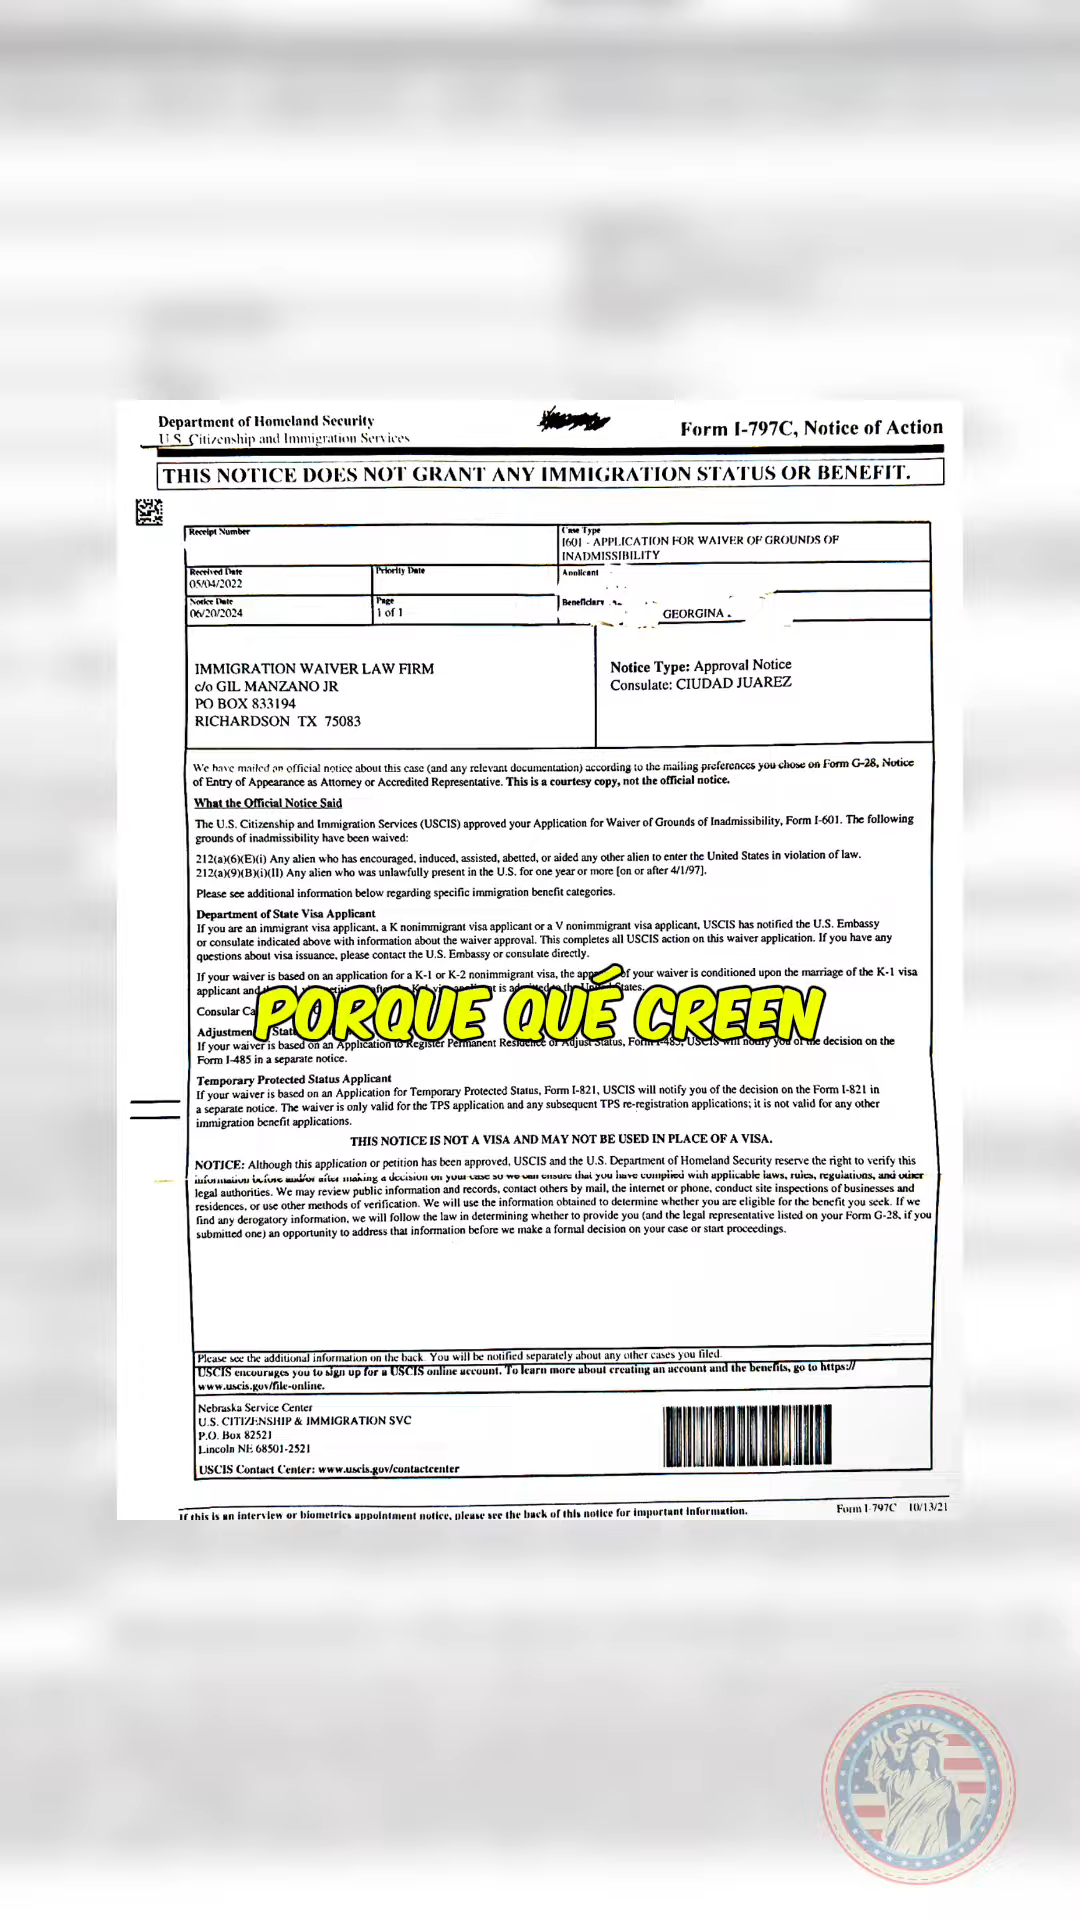 Department of Homeland Security
U.S. Citizenship and Immigration Services
Form I-797C, Notice of Action
THIS NOTICE DOES NOT GRANT ANY IMMIGRATION STATUS OR BENEFIT.
Receipt Number
Case Type
I601 - APPLICATION FOR WAIVER OF GROUNDS OF
INADMISSIBILITY
Received Date
05/04/2022
Priority Date
Applicant
Notice Date
06/20/2024
Page
1 of 1
Beneficiary
GEORGINA
IMMIGRATION WAIVER LAW FIRM
c/o GIL MANZANO JR
PO BOX 833194
RICHARDSON TX 75083
Notice Type: Approval Notice
Consulate: CIUDAD JUAREZ
We have mailed an official notice about this case (and any relevant documentation) according to the mailing preferences you chose on Form G-28, Notice
of Entry of Appearance as Attorney or Accredited Representative. This is a courtesy copy, not the official notice.
What the Official Notice Said
The U.S. Citizenship and Immigration Services (USCIS) approved your Application for Waiver of Grounds of Inadmissibility, Form I-601. The following
grounds of inadmissibility have been waived:
212(a)(6)(E)(i) Any alien who has encouraged, induced, assisted, abetted, or aided any other alien to enter the United States in violation of law.
212(a)(9)(B)(i)(II) Any alien who was unlawfully present in the U.S. for one year or more [on or after 4/1/97].
Please see additional information below regarding specific immigration benefit categories.
Department of State Visa Applicant
If you are an immigrant visa applicant, a K nonimmigrant visa applicant or a V nonimmigrant visa applicant, USCIS has notified the U.S. Embassy
or consulate indicated above with information about the waiver approval. This completes all USCIS action on this waiver application. If you have any
questions about visa issuance, please contact the U.S. Embassy or consulate directly.
If your waiver is based on an application for a K-1 or K-2 nonimmigrant visa, the of your waiver is conditioned upon the marriage of the K-1 visa
applicant and the K-1 is the United States.
PORQUE QUÉ CREEN
Consular
If your waiver is based on an Application to Register Permanent Residence or Adjust Status, Form I-485, USCIS will notify you of the decision on the
Form I-485 in a separate notice.
Temporary Protected Status Applicant
If your waiver is based on an Application for Temporary Protected Status, Form I-821, USCIS will notify you of the decision on the Form I-821 in
a separate notice. The waiver is only valid for the TPS application and any subsequent TPS re-registration applications; it is not valid for any other
immigration benefit applications.
THIS NOTICE IS NOT A VISA AND MAY NOT BE USED IN PLACE OF A VISA.
NOTICE: Although this application or petition has been approved, USCIS and the U.S. Department of Homeland Security reserve the right to verify this
information before and/or after making a decision on your case so we can ensure that you have complied with applicable laws, rules, regulations, and other
legal authorities. We may review public information and records, contact others by mail, the internet or phone, conduct site inspections of businesses and
residences, or use other methods of verification. We will use the information obtained to determine whether you are eligible for the benefit you seek. If we
find any derogatory information, we will follow the law in determining whether to provide you (and the legal representative listed on your Form G-28, if you
submitted one) an opportunity to address that information before we make a formal decision on your case or start proceedings.
Please see the additional information on the back. You will be notified separately about any other cases you filed.
USCIS encourages you to sign up for a USCIS online account. To learn more about creating an account and the benefits, go to https://
www.uscis.gov/file-online.
Nebraska Service Center
U.S. CITIZENSHIP & IMMIGRATION SVC
P.O. Box 82521
Lincoln NE 68501-2521
USCIS Contact Center: www.uscis.gov/contactcenter
If this is an interview or biometrics appointment notice, please see the back of this notice for important information.
Form I-797C 10/13/21